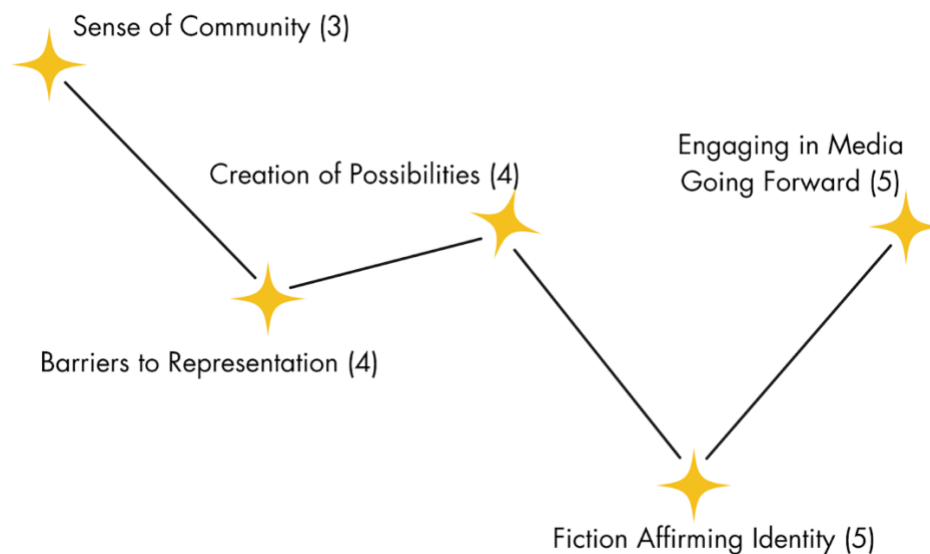 Sense of Community (3)
Engaging in Media
Going Forward (5)
Creation of Possibilities (4)
Barriers to Representation (4)
Fiction Affirming Identity (5)